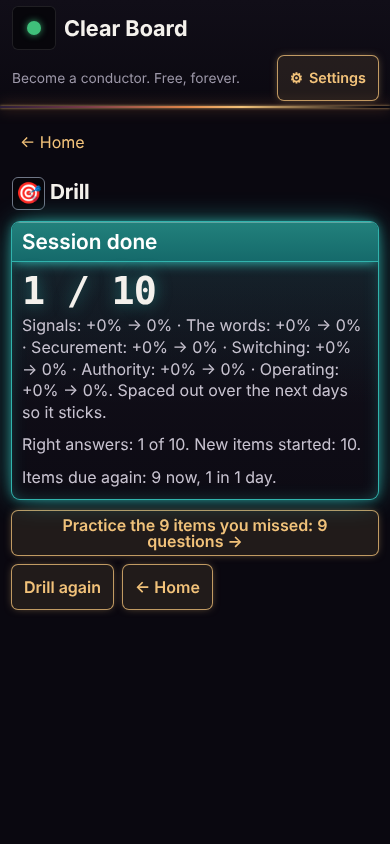 Clear Board
Become a conductor. Free, forever.
⚙ Settings
← Home
🎯 Drill
Session done
1 / 10
Signals: +0% → 0% · The words: +0% → 0%
· Securement: +0% → 0% · Switching: +0%
→ 0% · Authority: +0% → 0% · Operating:
+0% → 0%. Spaced out over the next days
so it sticks.
Right answers: 1 of 10. New items started: 10.
Items due again: 9 now, 1 in 1 day.
Practice the 9 items you missed: 9
questions →
Drill again
← Home